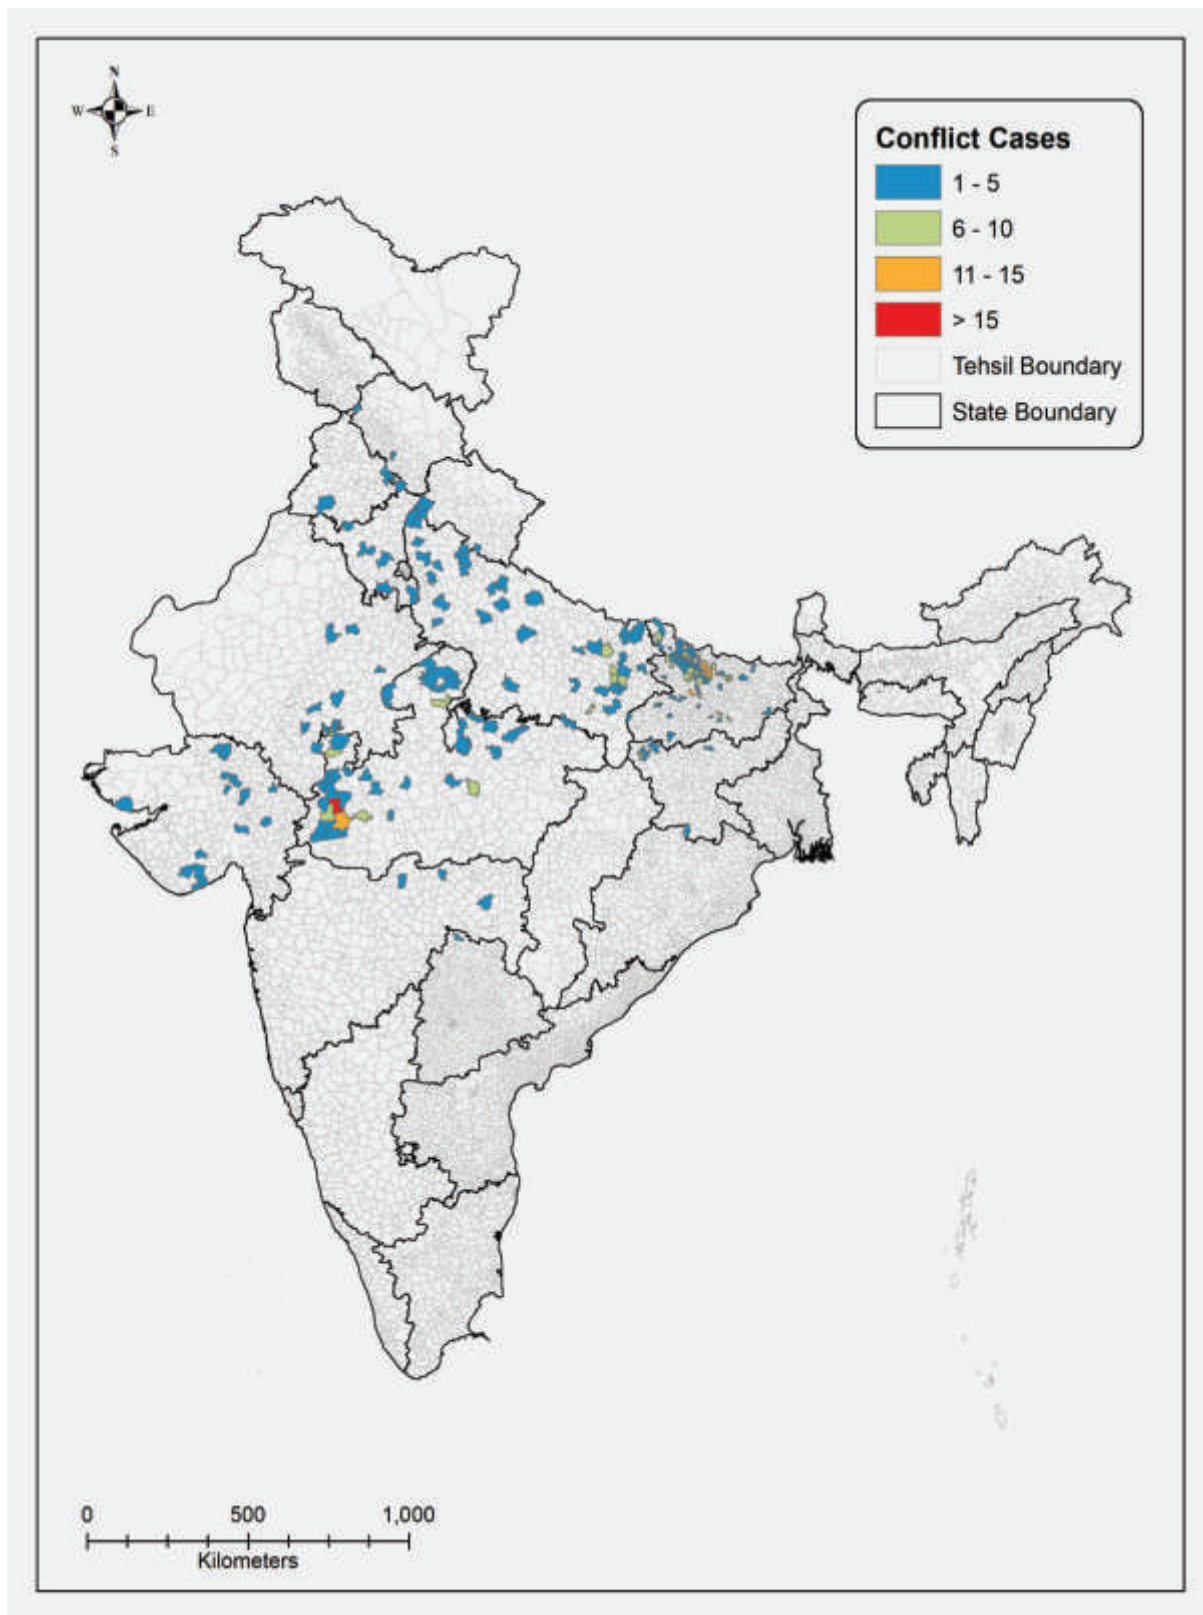 N
W E
S
Conflict Cases
1 - 5
6 - 10
11 - 15
> 15
Tehsil Boundary
State Boundary
0 500 1,000
Kilometers